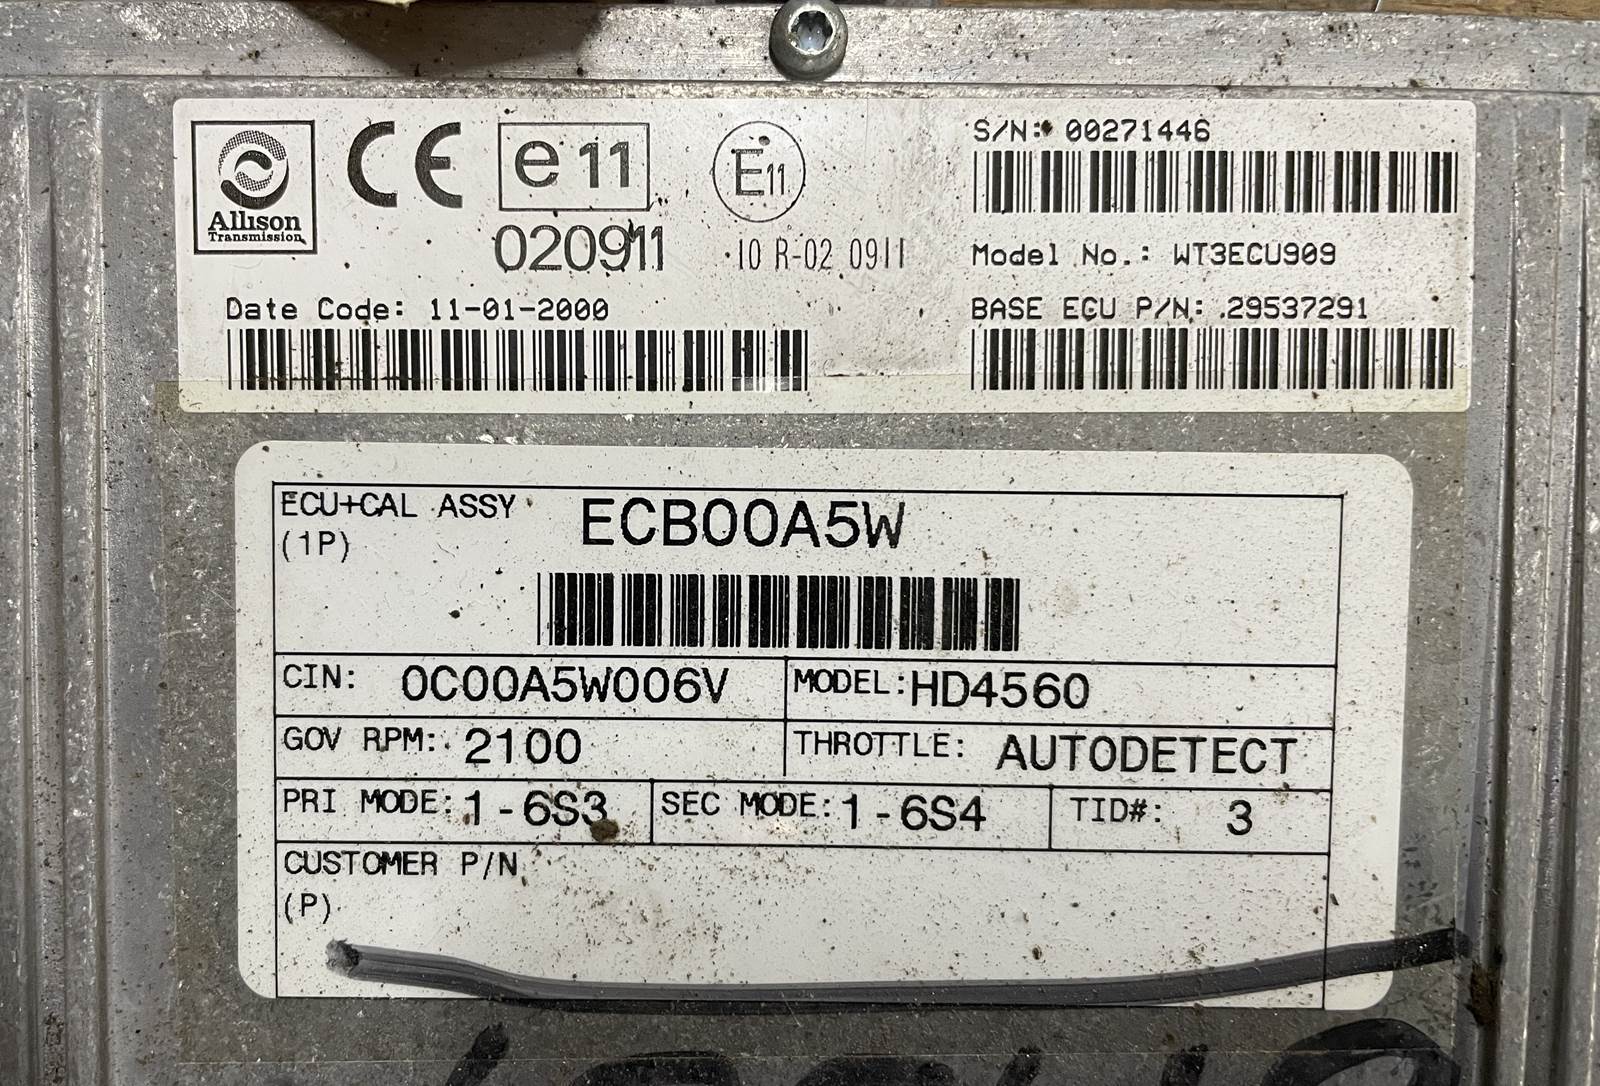 Allison
Transmission
CE
e11
020911
E11
10 R-02 0911
S/N: 00271446
Model No.: WT3ECU909
Date Code: 11-01-2000
BASE ECU P/N: 29537291
ECU+CAL ASSY ECB00A5W
(1P)
CIN: 0C00A5W006V MODEL: HD4560
GOV RPM: 2100 THROTTLE: AUTODETECT
PRI MODE: 1-6S3 SEC MODE: 1-6S4 TID#: 3
CUSTOMER P/N
(P)